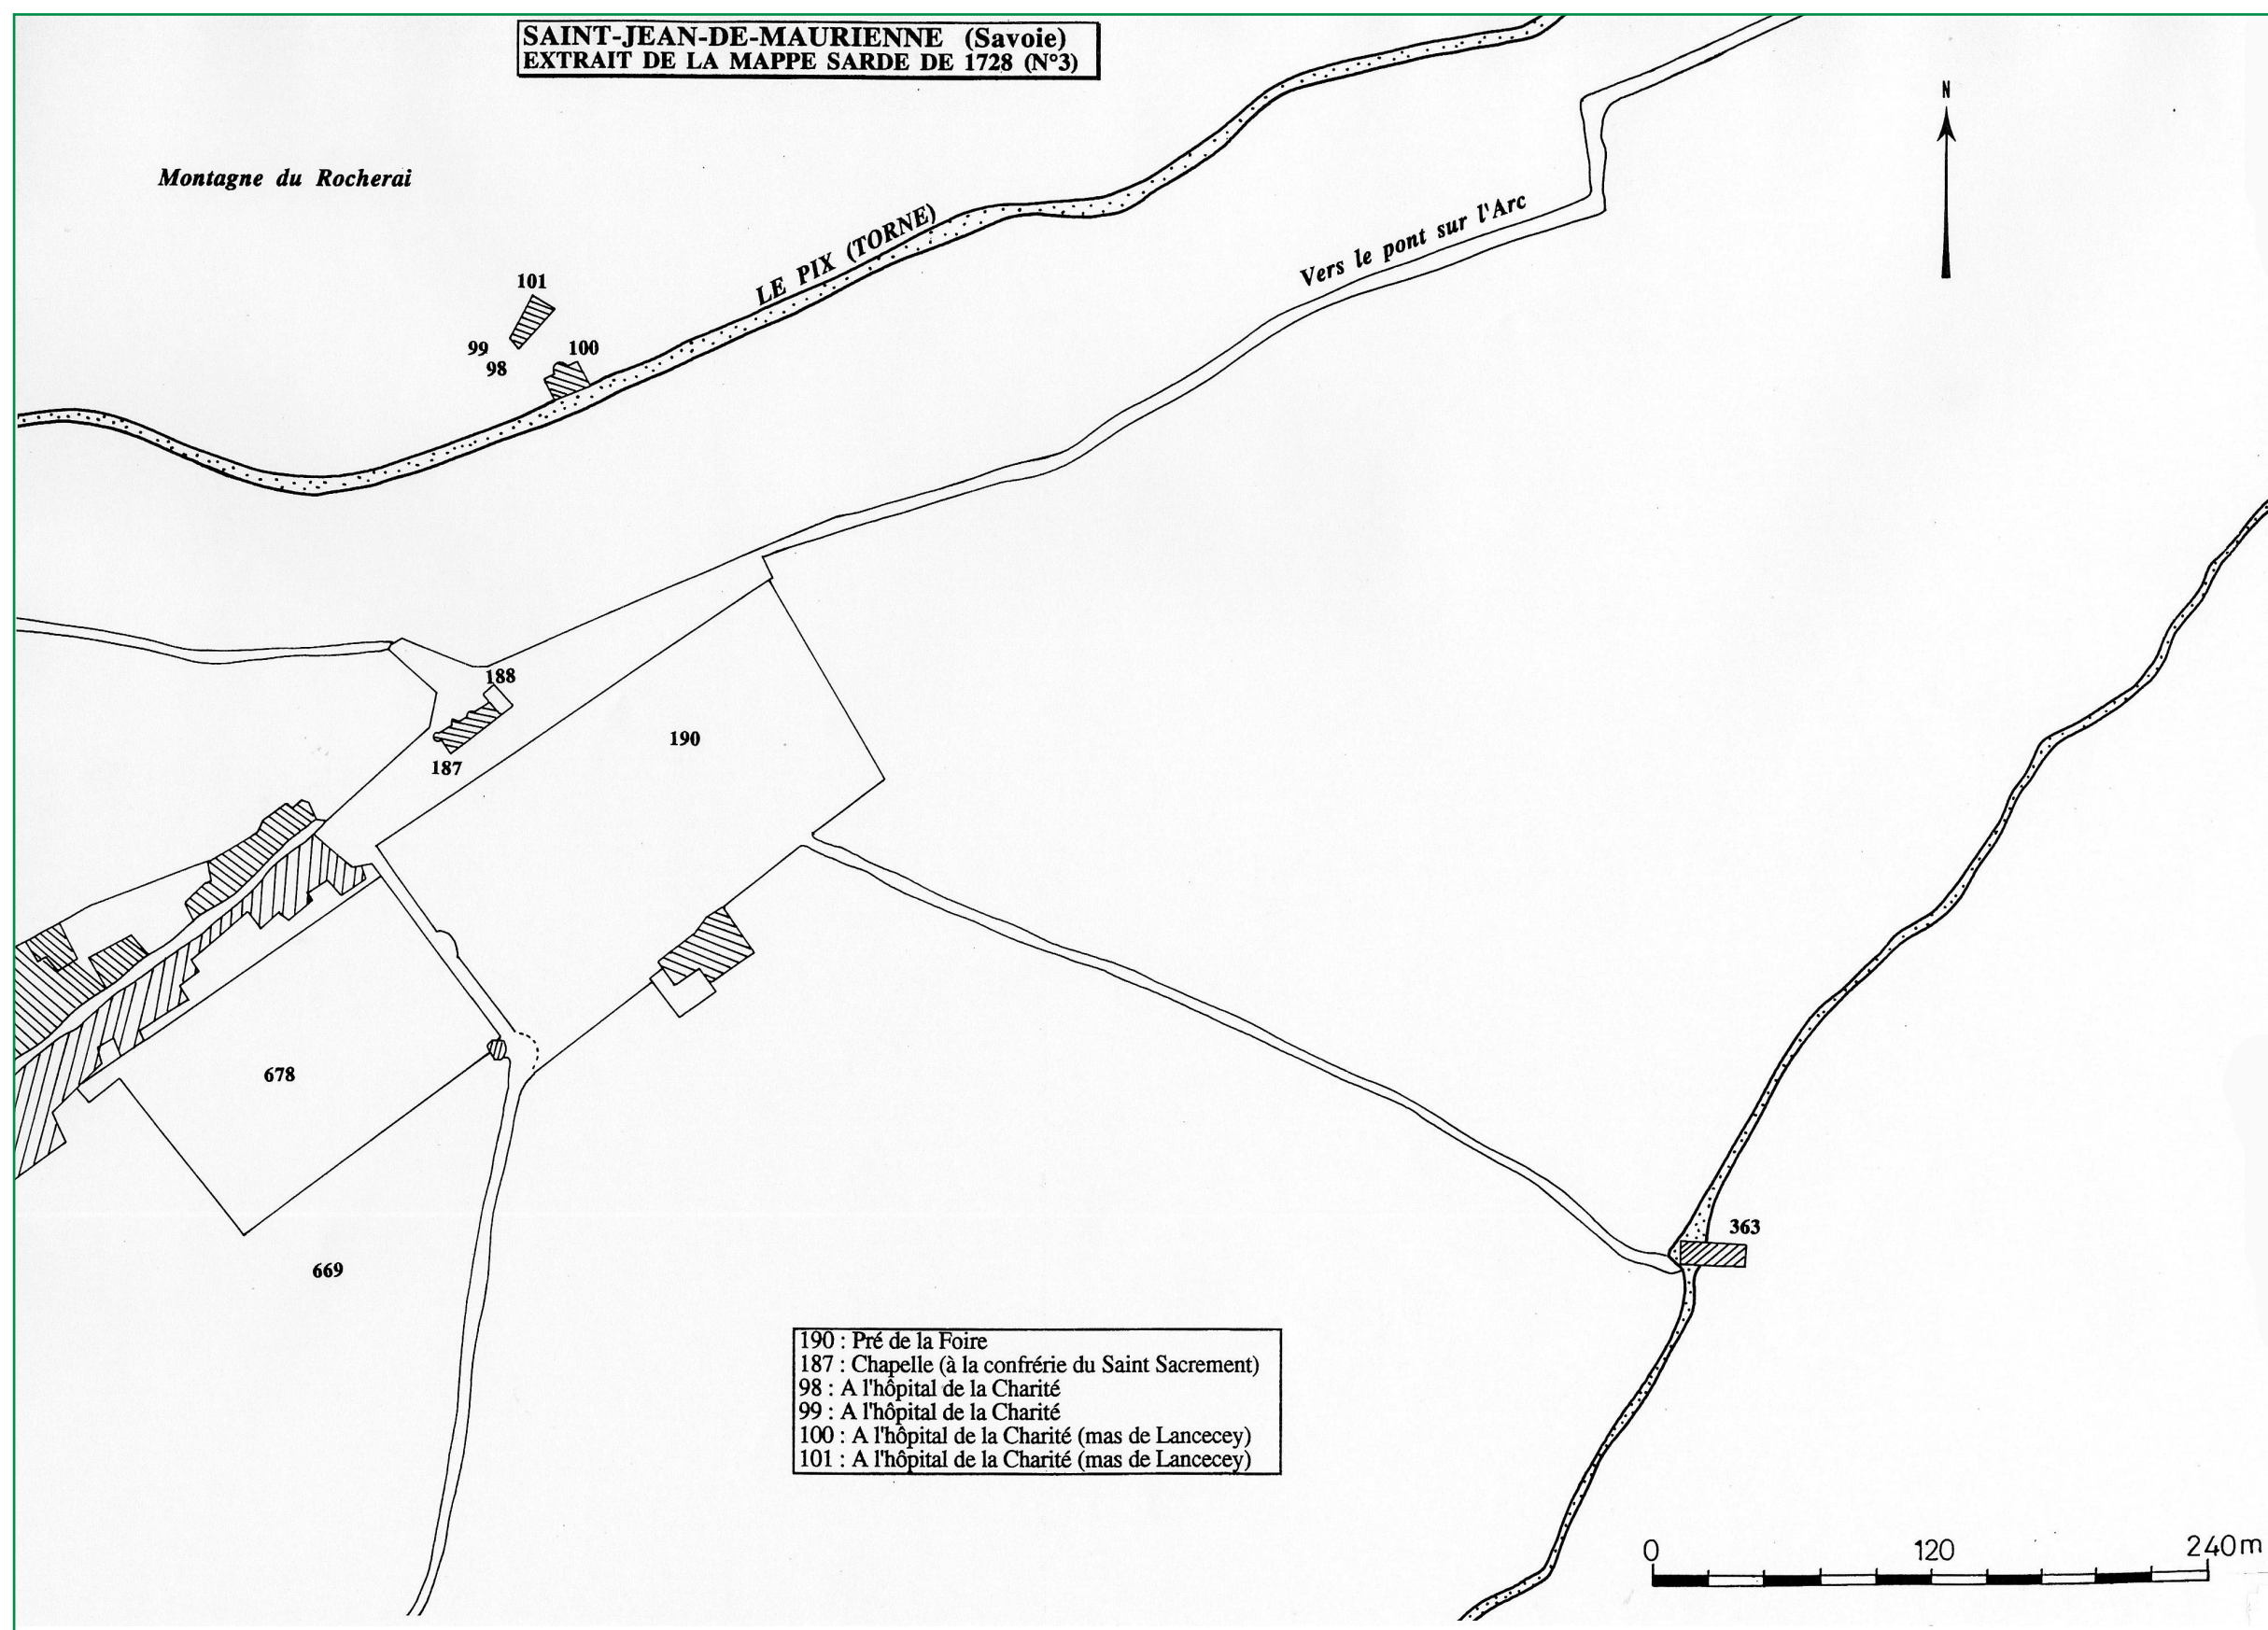 SAINT-JEAN-DE-MAURIENNE (Savoie)
EXTRAIT DE LA MAPPE SARDE DE 1728 (N°3)
N
Montagne du Rocherai
LE PIX (TORNE)
Vers le pont sur l'Arc
101
99
100
98
188
190
187
678
363
669
190 : Pré de la Foire
187 : Chapelle (à la confrérie du Saint Sacrement)
98 : A l'hôpital de la Charité
99 : A l'hôpital de la Charité
100 : A l'hôpital de la Charité (mas de Lancecey)
101 : A l'hôpital de la Charité (mas de Lancecey)
0 120 240 m